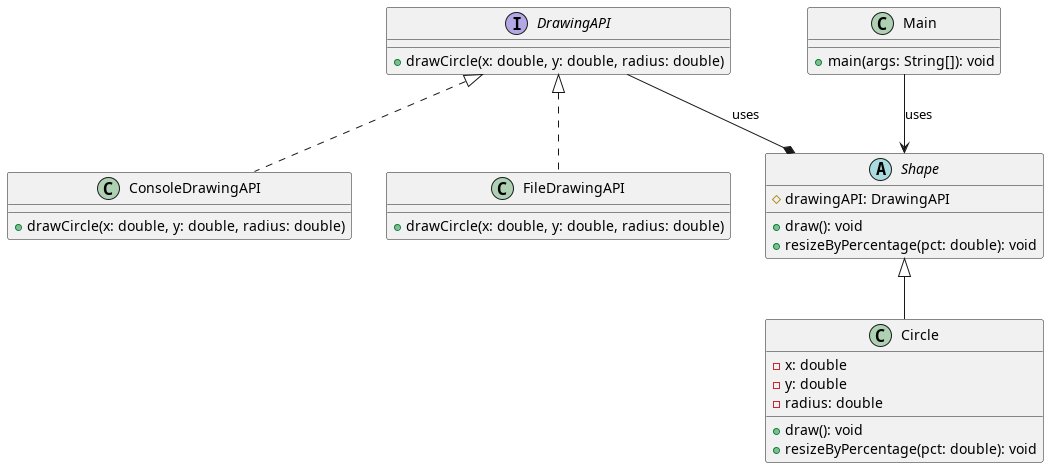 I DrawingAPI
drawCircle(x: double, y: double, radius: double)
C Main
main(args: String[]): void
uses
uses
C ConsoleDrawingAPI
drawCircle(x: double, y: double, radius: double)
C FileDrawingAPI
drawCircle(x: double, y: double, radius: double)
A Shape
drawingAPI: DrawingAPI
draw(): void
resizeByPercentage(pct: double): void
C Circle
x: double
y: double
radius: double
draw(): void
resizeByPercentage(pct: double): void